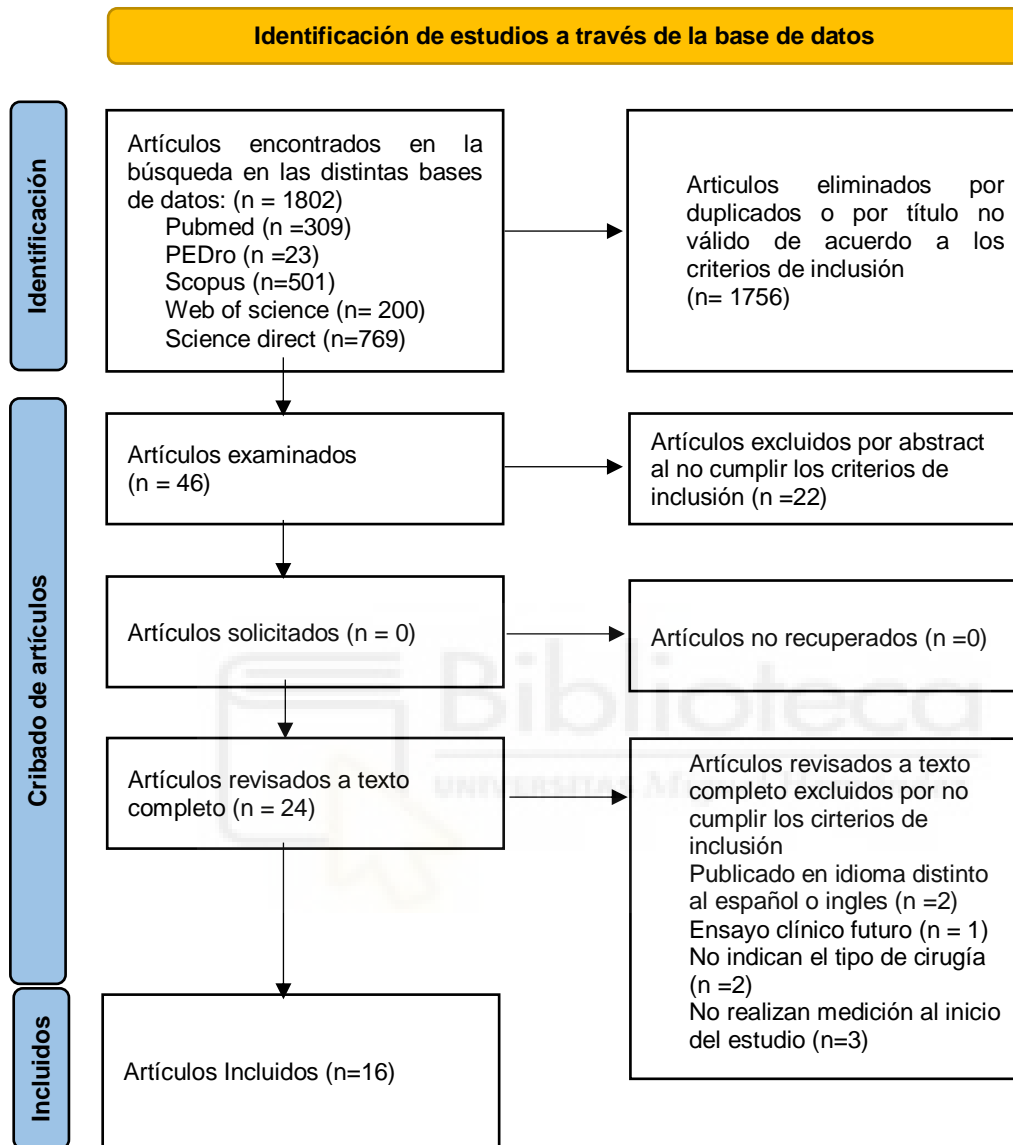 Identificación de estudios a través de la base de datos
Identificación
Artículos encontrados en la
búsqueda en las distintas bases
de datos: (n = 1802)
Pubmed (n =309)
PEDro (n =23)
Scopus (n=501)
Web of science (n= 200)
Science direct (n=769)
Articulos eliminados por
duplicados o por título no
válido de acuerdo a los
criterios de inclusión
(n= 1756)
Cribado de artículos
Artículos examinados
(n = 46)
Artículos excluidos por abstract
al no cumplir los criterios de
inclusión (n =22)
Artículos solicitados (n = 0)
Artículos no recuperados (n =0)
Biblioteca
UNIVERSITAS Miguel Hernández
Artículos revisados a texto
completo (n = 24)
Artículos revisados a texto
completo excluidos por no
cumplir los cirterios de
inclusión
Publicado en idioma distinto
al español o ingles (n =2)
Ensayo clínico futuro (n = 1)
No indican el tipo de cirugía
(n =2)
No realizan medición al inicio
del estudio (n=3)
Incluidos
Artículos Incluidos (n=16)